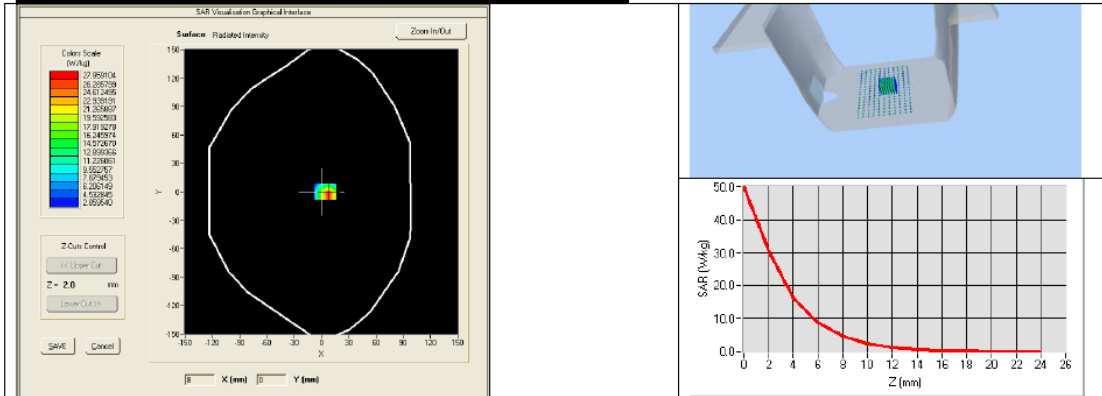 SAR Visualisation Graphical Interface
Surface Radiated Intensity
Zoom In/Out
Colors Scale
(W/kg)
27.959104
26.285799
24.612495
22.939191
21.265887
19.592583
17.919279
16.245974
14.572670
12.899366
11.226061
9.552757
7.879453
6.206149
4.532845
2.859540
Z-Cuts Control
<< Upper Cut
Z = 2.0 mm
Lower Cut >>
SAVE Cancel
150
120
90
60
30
0
-30
-60
-90
-120
-150
Y
-150 -120 -90 -60 -30 0 30 60 90 120 150
X
8 X (mm) 0 Y (mm)
50.0
40.0
30.0
20.0
10.0
0.0
SAR (W/kg)
0 2 4 6 8 10 12 14 16 18 20 22 24 26
Z (mm)